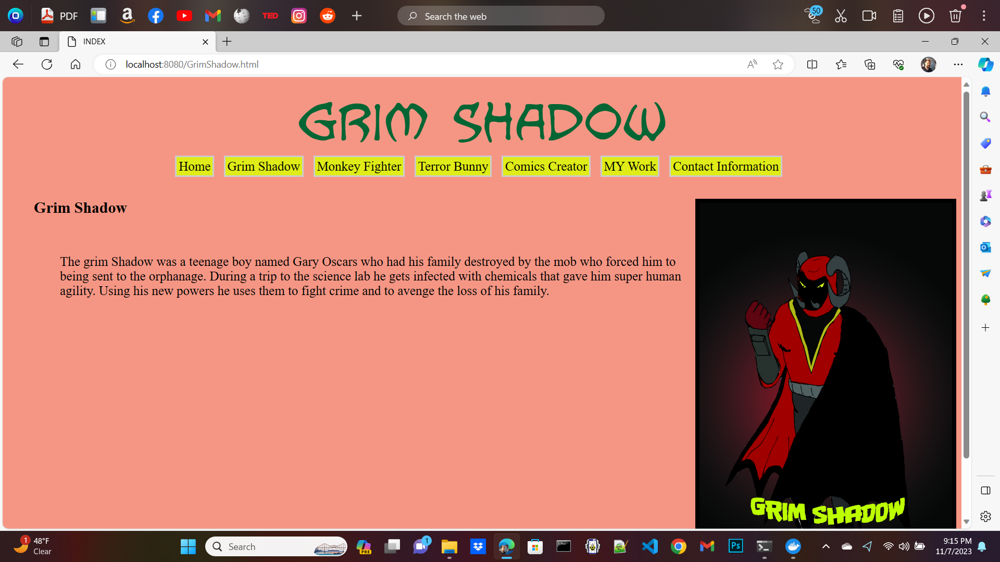 PDF
TED
Search the web
50
INDEX
localhost:8080/GrimShadow.html
GRIM SHADOW
Home
Grim Shadow
Monkey Fighter
Terror Bunny
Comics Creator
MY Work
Contact Information
Grim Shadow
The grim Shadow was a teenage boy named Gary Oscars who had his family destroyed by the mob who forced him to
being sent to the orphanage. During a trip to the science lab he gets infected with chemicals that gave him super human
agility. Using his new powers he uses them to fight crime and to avenge the loss of his family.
GRIM SHADOW
1
48°F
Clear
Search
PRE
1
Ps
9:15 PM
11/7/2023